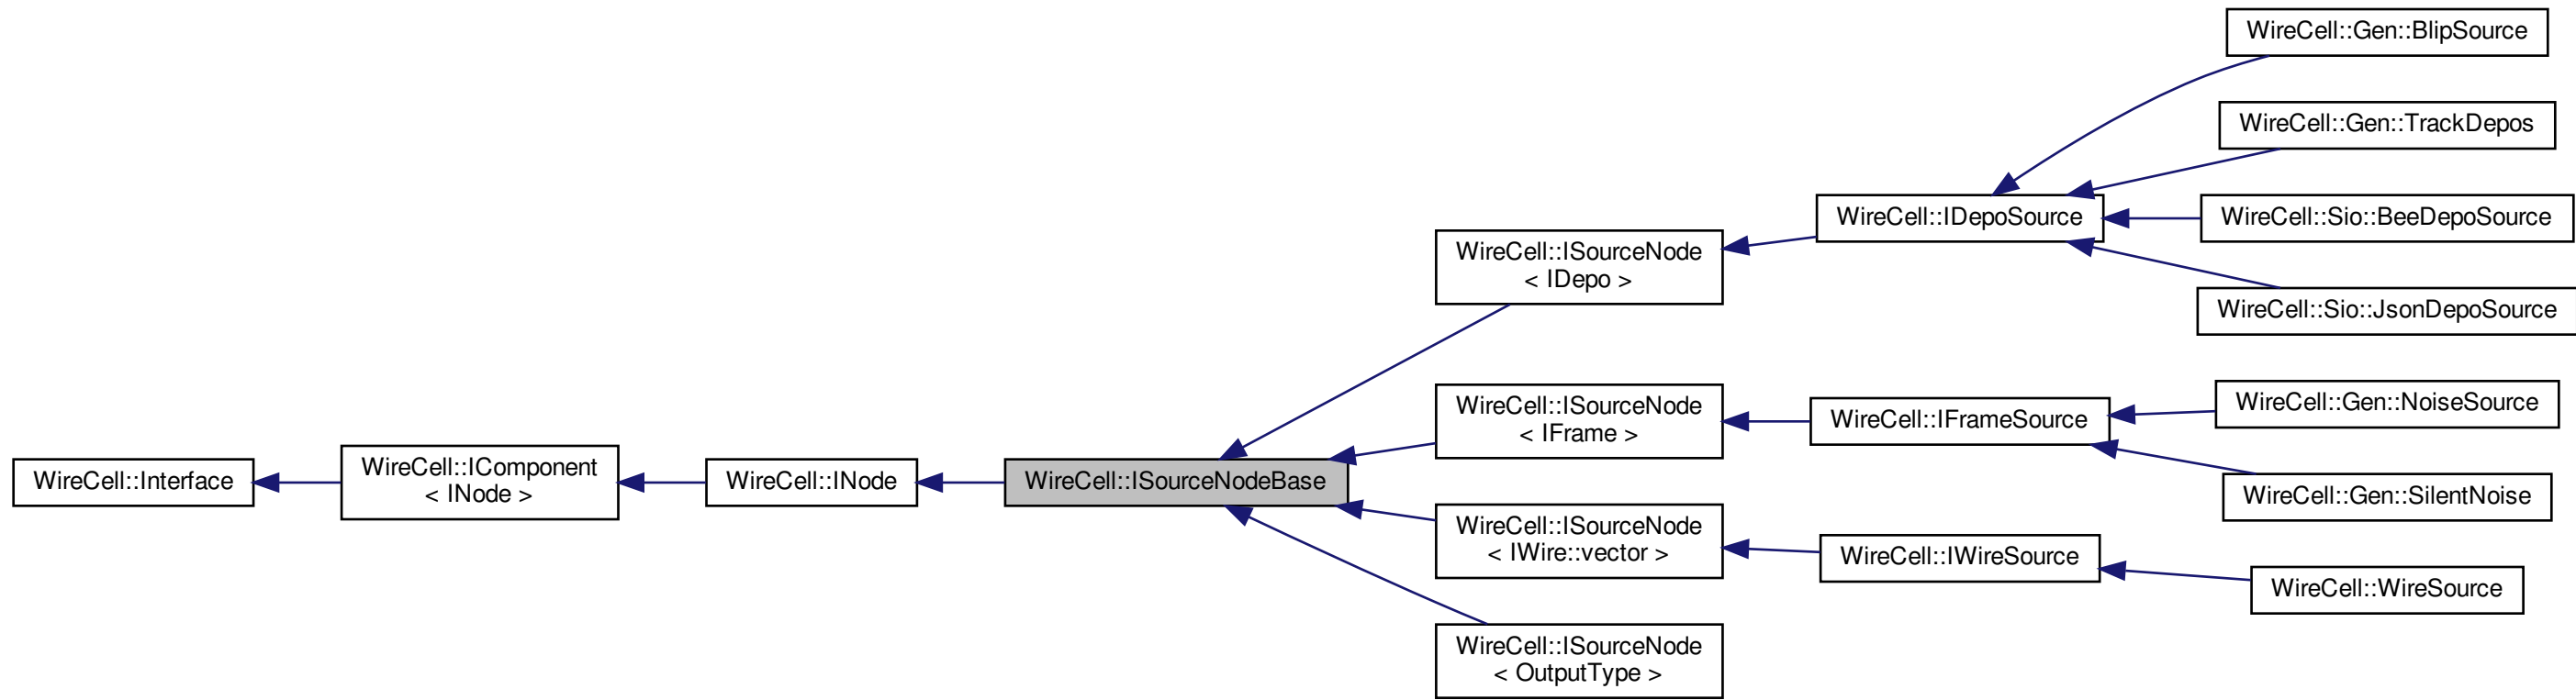 WireCell::Interface
WireCell::IComponent
< INode >
WireCell::INode
WireCell::ISourceNodeBase
WireCell::ISourceNode
< IDepo >
WireCell::ISourceNode
< IFrame >
WireCell::ISourceNode
< IWire::vector >
WireCell::ISourceNode
< OutputType >
WireCell::IDepoSource
WireCell::IFrameSource
WireCell::IWireSource
WireCell::Gen::BlipSource
WireCell::Gen::TrackDepos
WireCell::Sio::BeeDepoSource
WireCell::Sio::JsonDepoSource
WireCell::Gen::NoiseSource
WireCell::Gen::SilentNoise
WireCell::WireSource